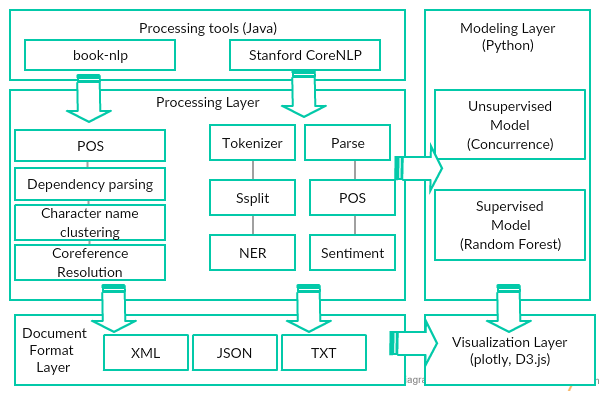 Processing tools (Java)
book-nlp
Stanford CoreNLP
Processing Layer
POS
Dependency parsing
Character name
clustering
Coreference
Resolution
Tokenizer
Parse
Ssplit
POS
NER
Sentiment
Modeling Layer
(Python)
Unsupervised
Model
(Concurrence)
Supervised
Model
(Random Forest)
Document
Format
Layer
XML
JSON
TXT
Visualization Layer
(plotly, D3.js)